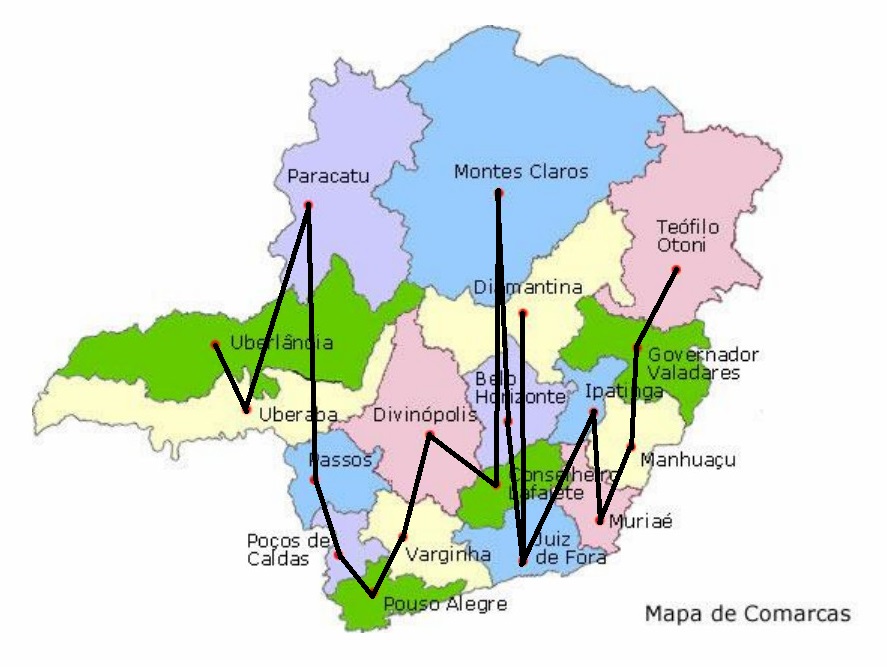 Paracatu
Montes Claros
Teófilo
Otoni
Diamantina
Uberlândia
Governador
Valadares
Belo
Horizonte
Ipatinga
Uberaba
Divinópolis
Passos
Manhuaçu
Conselheiro
Lafaiete
Muriaé
Poços de
Caldas
Varginha
Juiz
de Fora
Pouso Alegre
Mapa de Comarcas